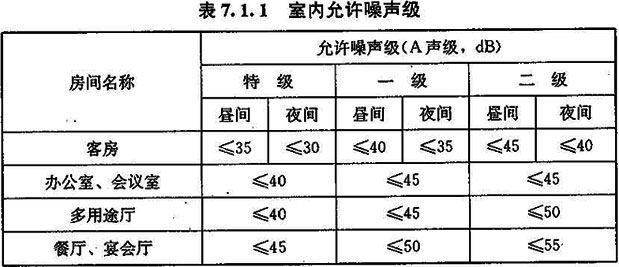 表7.1.1 室内允许噪声级
房间名称 允许噪声级(A声级，dB)
特 级 一 级 二 级
昼间 夜间 昼间 夜间 昼间 夜间
客房 ≤35 ≤30 ≤40 ≤35 ≤45 ≤40
办公室、会议室 ≤40 ≤45 ≤45
多用途厅 ≤40 ≤45 ≤50
餐厅、宴会厅 ≤45 ≤50 ≤55